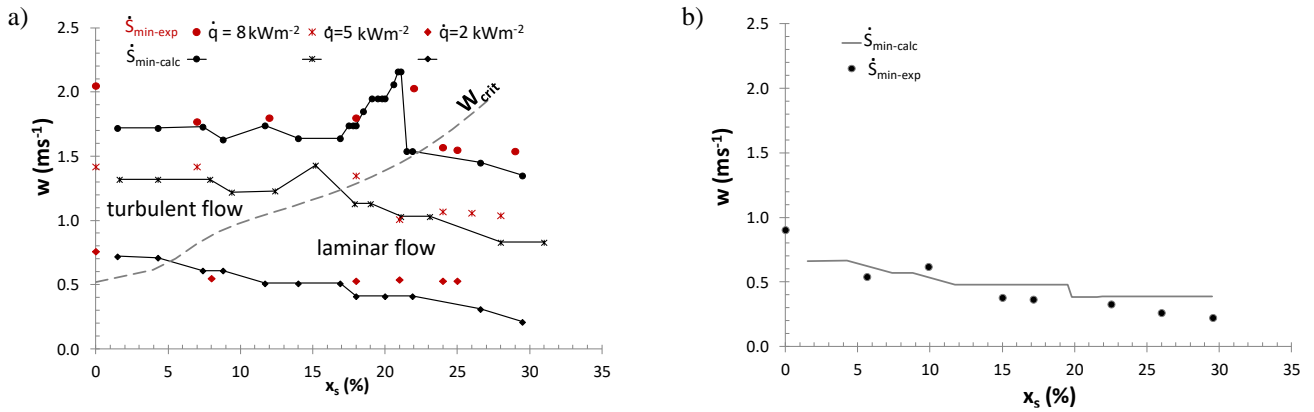 a)
Ṡmin-exp q̇ = 8 kWm-2 q̇=5 kWm-2 q̇=2 kWm-2
Ṡmin-calc
2.5
2.0
1.5
1.0
0.5
0.0
w (ms-1)
Wcrit
turbulent flow
laminar flow
0 5 10 15 20 25 30 35
xs (%)
b)
Ṡmin-calc
Ṡmin-exp
2.5
2.0
1.5
1.0
0.5
0.0
w (ms-1)
0 5 10 15 20 25 30 35
xs (%)